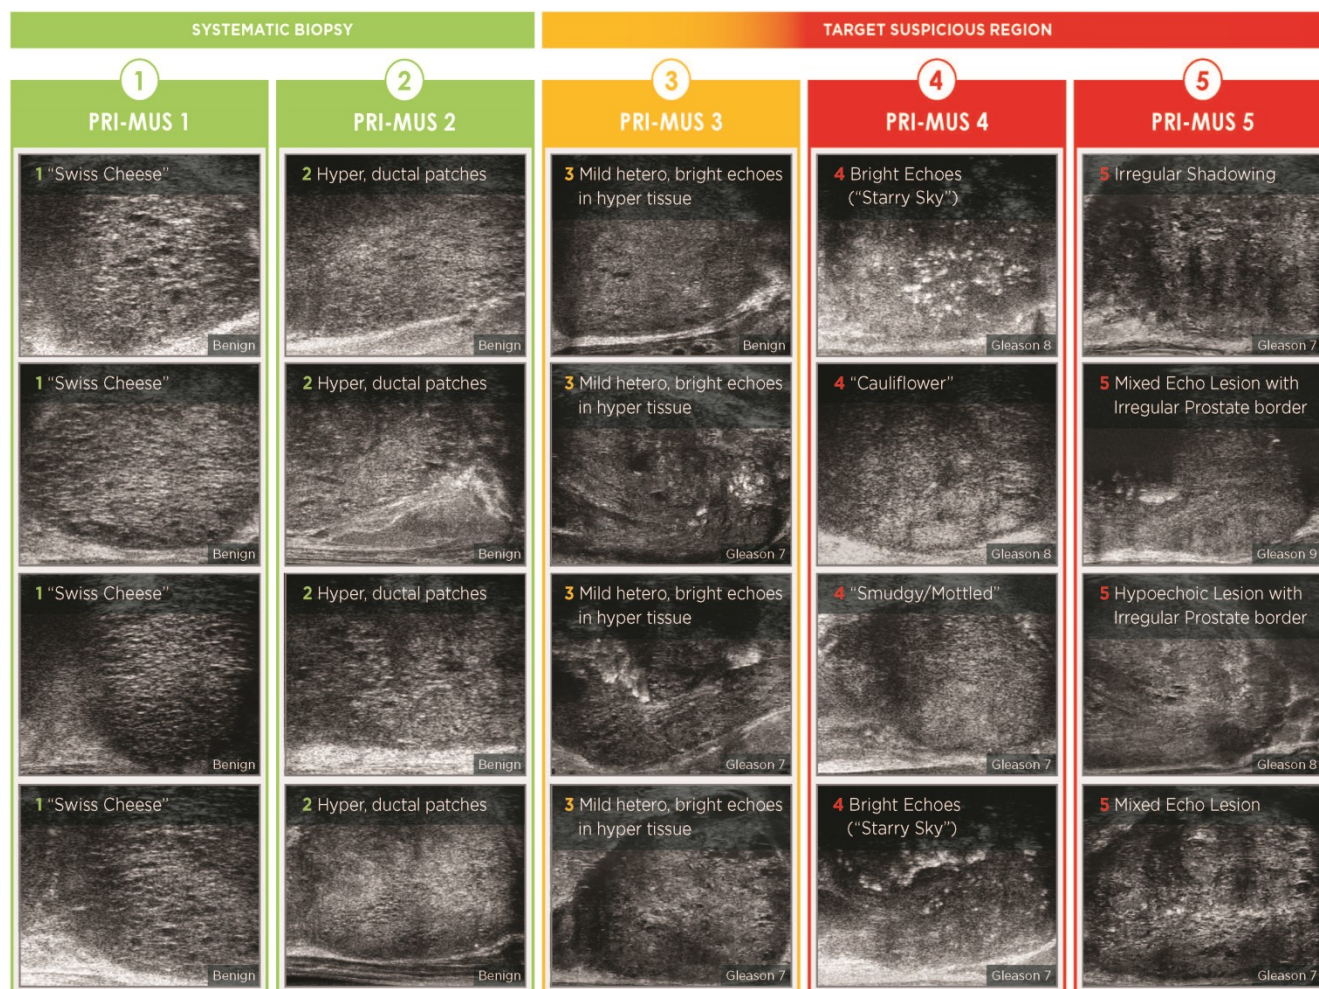 SYSTEMATIC BIOPSY
TARGET SUSPICIOUS REGION
1
2
3
4
5
PRI-MUS 1
PRI-MUS 2
PRI-MUS 3
PRI-MUS 4
PRI-MUS 5
1 “Swiss Cheese”
Benign
2 Hyper, ductal patches
Benign
3 Mild hetero, bright echoes
in hyper tissue
Benign
4 Bright Echoes
(“Starry Sky”)
Gleason 8
5 Irregular Shadowing
Gleason 7
1 “Swiss Cheese”
Benign
2 Hyper, ductal patches
Benign
3 Mild hetero, bright echoes
in hyper tissue
Gleason 7
4 “Cauliflower”
Gleason 8
5 Mixed Echo Lesion with
Irregular Prostate border
Gleason 9
1 “Swiss Cheese”
Benign
2 Hyper, ductal patches
Benign
3 Mild hetero, bright echoes
in hyper tissue
Gleason 7
4 “Smudgy/Mottled”
Gleason 7
5 Hypoechoic Lesion with
Irregular Prostate border
Gleason 8
1 “Swiss Cheese”
Benign
2 Hyper, ductal patches
Benign
3 Mild hetero, bright echoes
in hyper tissue
Gleason 7
4 Bright Echoes
(“Starry Sky”)
Gleason 7
5 Mixed Echo Lesion
Gleason 7